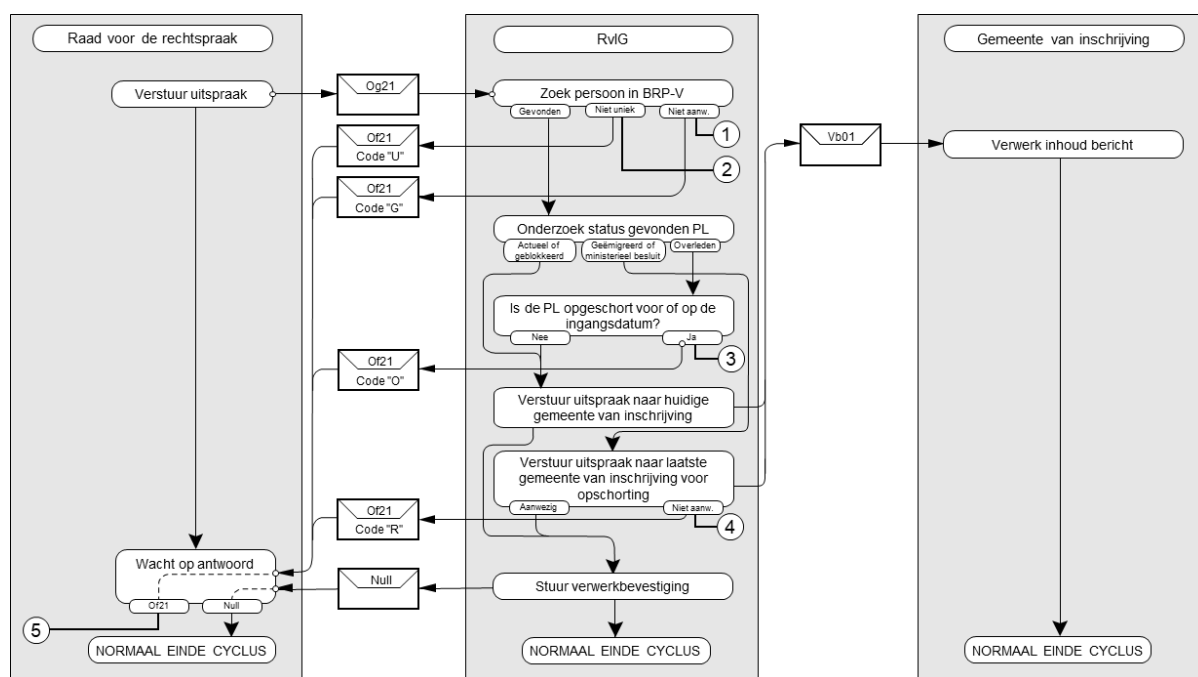 Raad voor de rechtspraak
RvIG
Gemeente van inschrijving
Verstuur uitspraak
Og21
Zoek persoon in BRP-V
Gevonden
Niet uniek
Niet aanw.
1
Of21
Code "U"
2
Vb01
Verwerk inhoud bericht
Of21
Code "G"
Onderzoek status gevonden PL
Actueel of
geblokkeerd
Geëmigreerd of
ministerieel besluit
Overleden
Is de PL opgeschort voor of op de
ingangsdatum?
Nee
Ja
3
Of21
Code "O"
Verstuur uitspraak naar huidige
gemeente van inschrijving
Verstuur uitspraak naar laatste
gemeente van inschrijving voor
opschorting
Aanwezig
Niet aanw.
4
Of21
Code "R"
Wacht op antwoord
Of21
Null
5
Null
Stuur verwerkbevestiging
NORMAAL EINDE CYCLUS
NORMAAL EINDE CYCLUS
NORMAAL EINDE CYCLUS